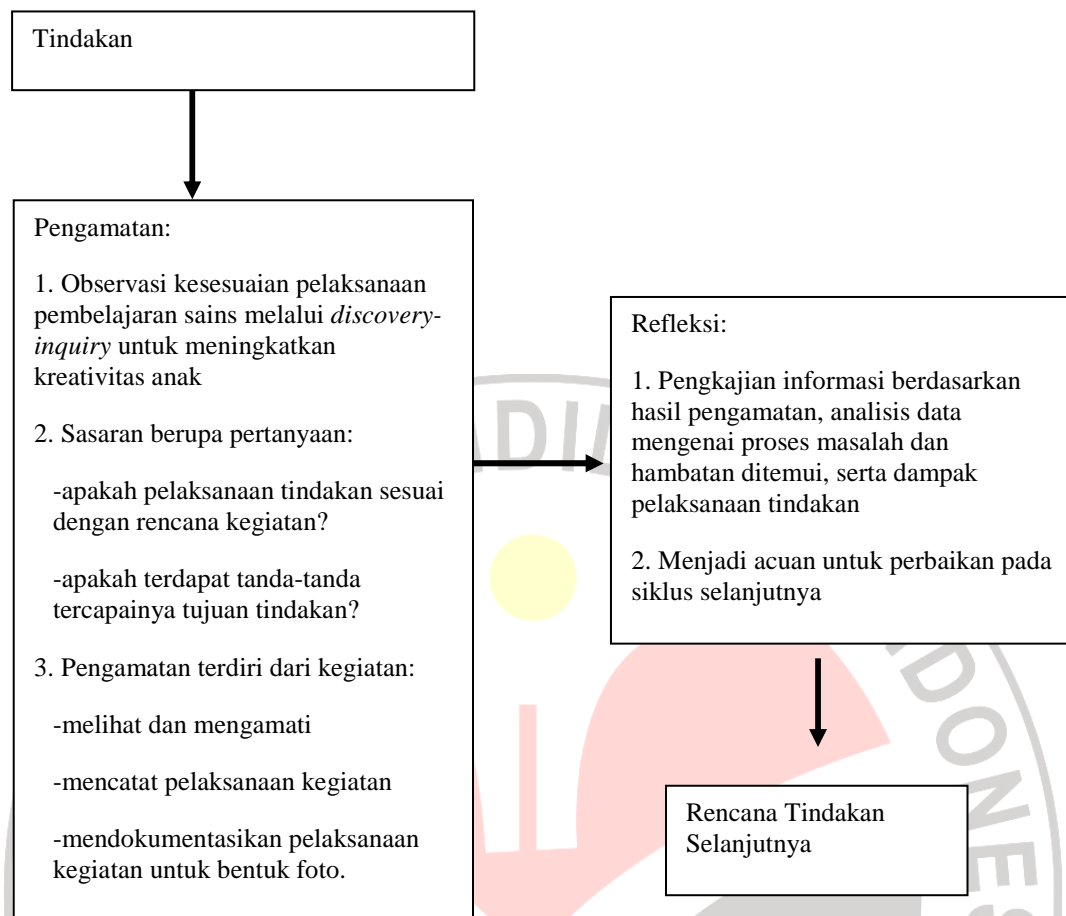 Tindakan
Pengamatan:
1. Observasi kesesuaian pelaksanaan
pembelajaran sains melalui discovery-
inquiry untuk meningkatkan
kreativitas anak
2. Sasaran berupa pertanyaan:
-apakah pelaksanaan tindakan sesuai
dengan rencana kegiatan?
-apakah terdapat tanda-tanda
tercapainya tujuan tindakan?
3. Pengamatan terdiri dari kegiatan:
-melihat dan mengamati
-mencatat pelaksanaan kegiatan
-mendokumentasikan pelaksanaan
kegiatan untuk bentuk foto.
Refleksi:
1. Pengkajian informasi berdasarkan
hasil pengamatan, analisis data
mengenai proses masalah dan
hambatan ditemui, serta dampak
pelaksanaan tindakan
2. Menjadi acuan untuk perbaikan pada
siklus selanjutnya
Rencana Tindakan
Selanjutnya